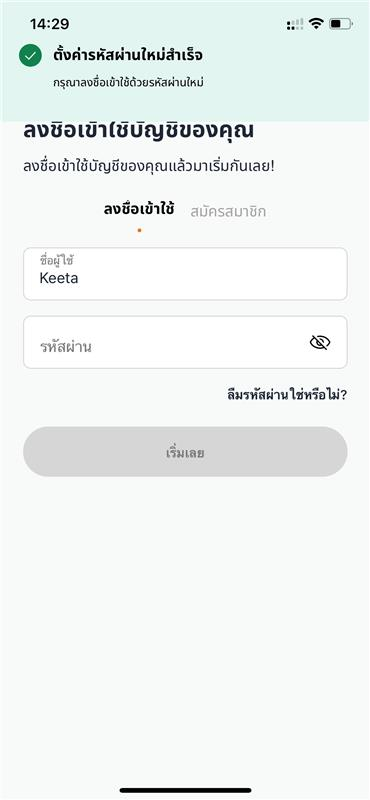 14:29
ตั้งค่ารหัสผ่านใหม่สำเร็จ
กรุณาลงชื่อเข้าใช้ด้วยรหัสผ่านใหม่
ลงชื่อเข้าใช้บัญชีของคุณ
ลงชื่อเข้าใช้บัญชีของคุณแล้วมาเริ่มกันเลย!
ลงชื่อเข้าใช้ สมัครสมาชิก
ชื่อผู้ใช้
Keeta
รหัสผ่าน
ลืมรหัสผ่านใช่หรือไม่?
เริ่มเลย